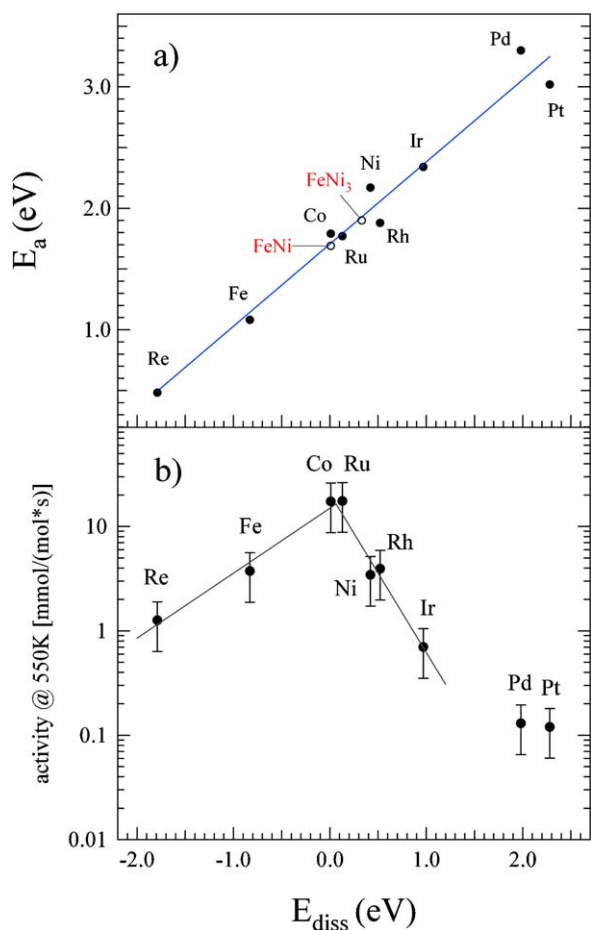 a)
Pd
Pt
3.0
Ir
Ni
FeNi₃
Co
Rh
2.0
FeNi
Ru
E_a (eV)
Fe
1.0
Re
b)
Co Ru
10
Fe
Rh
Re
Ni
Ir
1
Pd Pt
0.1
0.01
activity @ 550K [mmol/(mol*s)]
-2.0 -1.0 0.0 1.0 2.0
E_diss (eV)